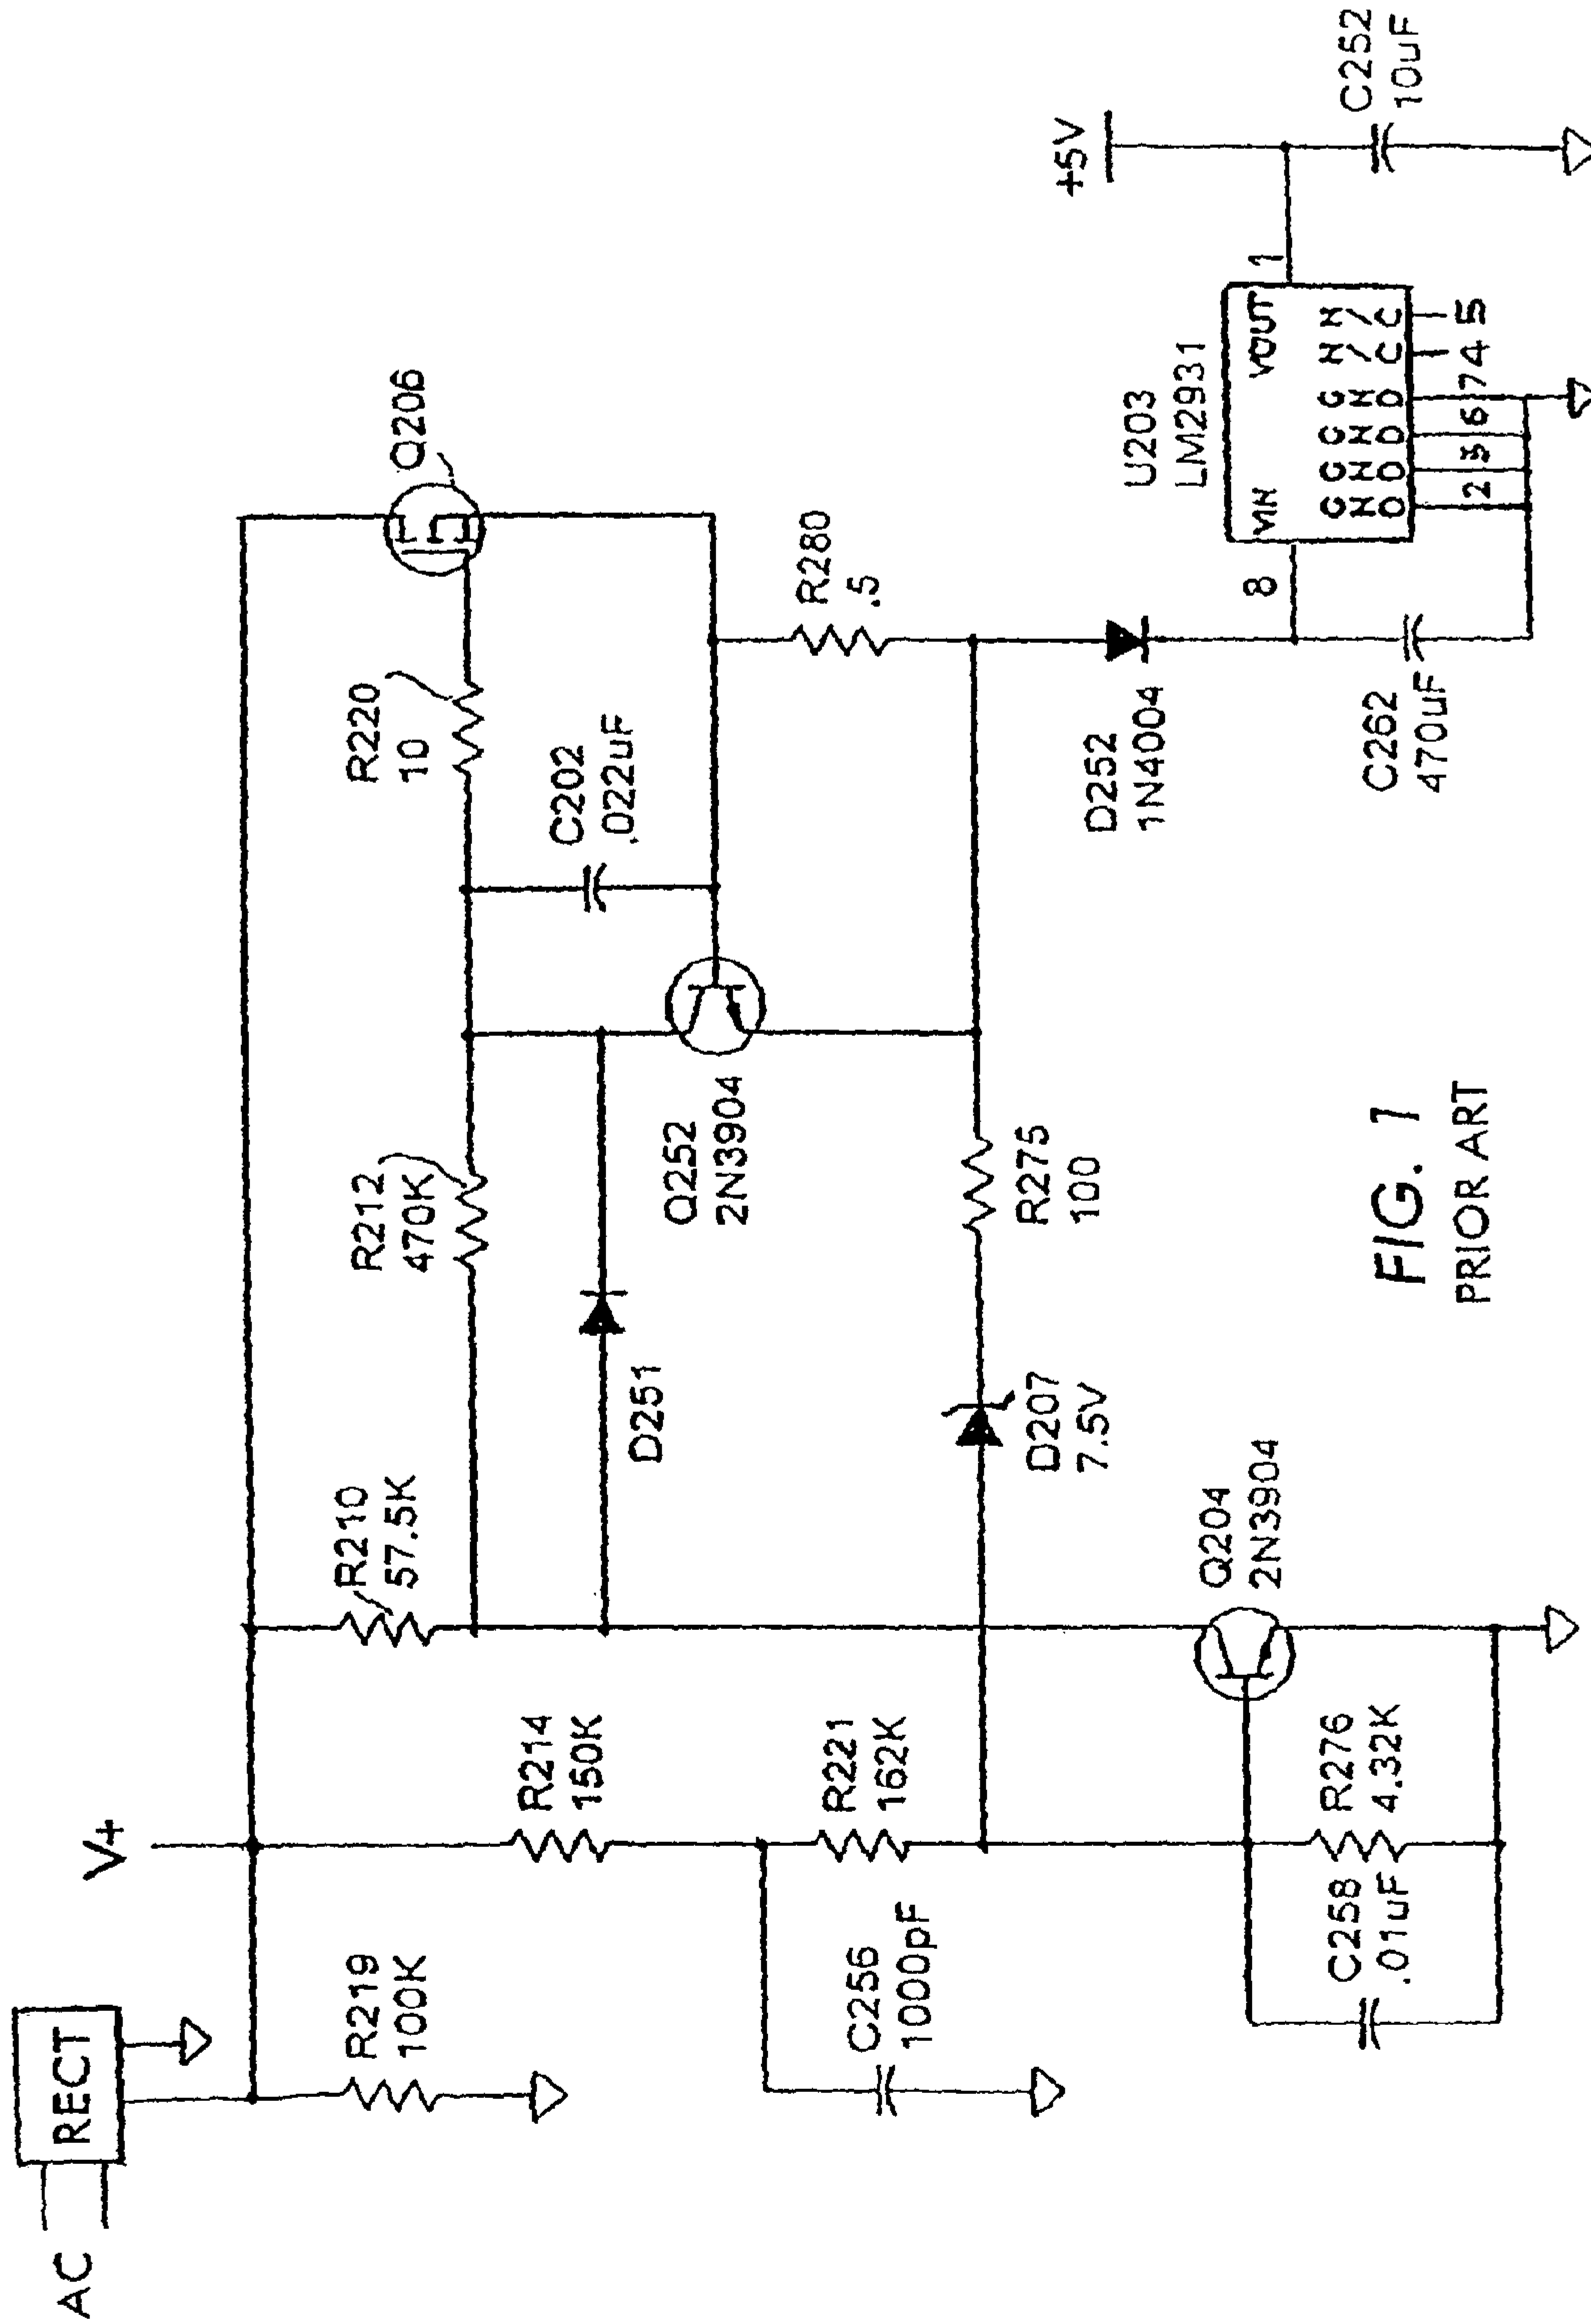 AC
RECT
V+
R219
100K
R214
150K
C256
1000pF
R221
162K
C258
.01uF
R276
4.32K
R210
57.5K
Q204
2N3904
R212
470K
D251
D207
7.5V
Q252
2N3904
R275
100
R220
10
C202
.022uF
Q206
R280
.5
D252
1N4004
C262
470uF
U203
LM2931
VIN
VOUT
8
1
GND
GND
GND
GND
N/C
N/C
2
3
6
7
4
5
+5V
C252
10uF
FIG. 1
PRIOR ART